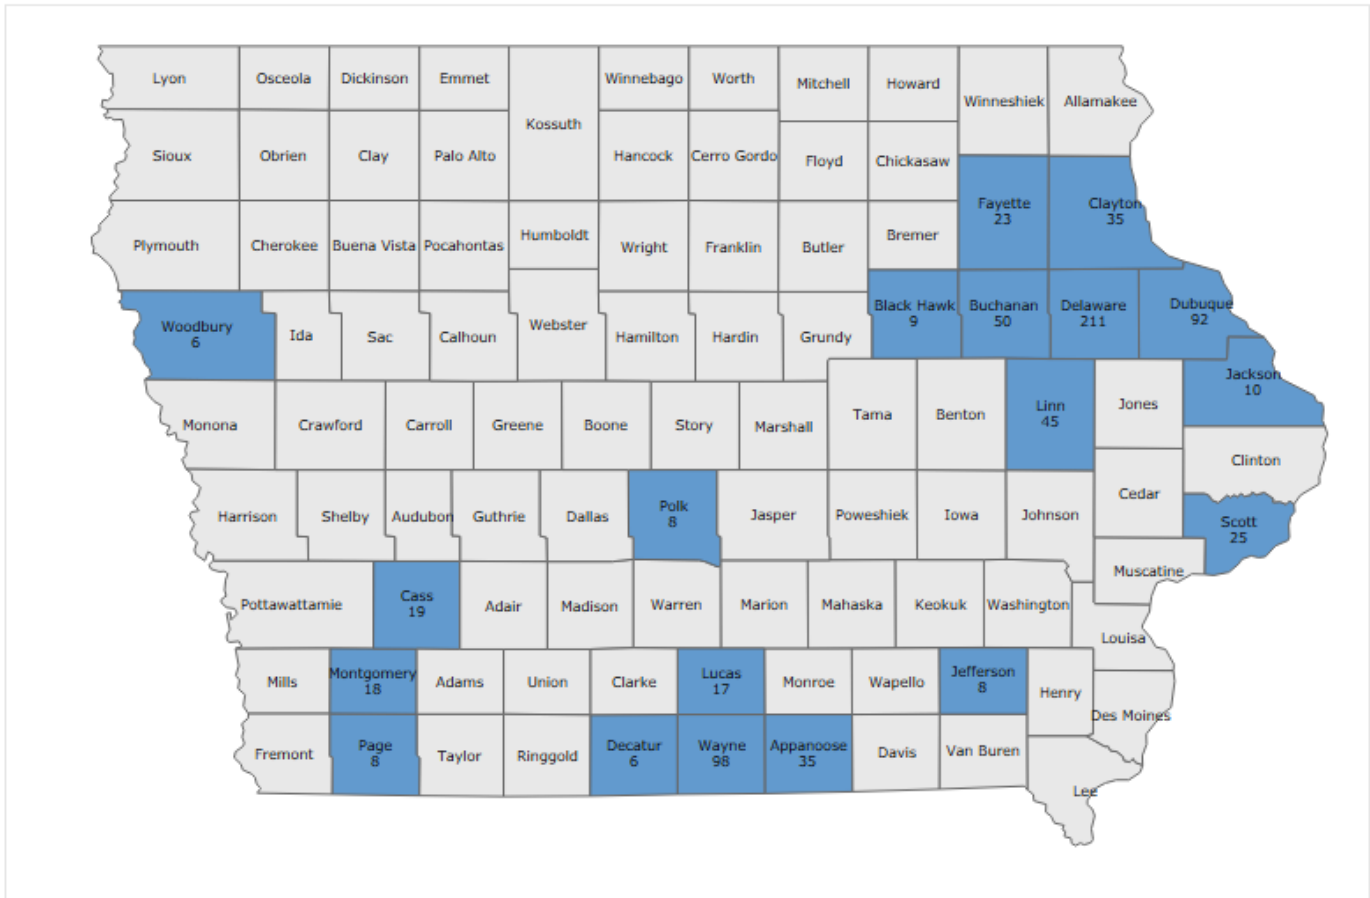 Lyon
Osceola
Dickinson
Emmet
Kossuth
Winnebago
Worth
Mitchell
Howard
Winneshiek
Allamakee
Sioux
Obrien
Clay
Palo Alto
Hancock
Cerro Gordo
Floyd
Chickasaw
Fayette
23
Clayton
35
Plymouth
Cherokee
Buena Vista
Pocahontas
Humboldt
Wright
Franklin
Butler
Bremer
Woodbury
6
Ida
Sac
Calhoun
Webster
Hamilton
Hardin
Grundy
Black Hawk
9
Buchanan
50
Delaware
211
Dubuque
92
Monona
Crawford
Carroll
Greene
Boone
Story
Marshall
Tama
Benton
Linn
45
Jones
Jackson
10
Clinton
Harrison
Shelby
Audubon
Guthrie
Dallas
Polk
8
Jasper
Poweshiek
Iowa
Johnson
Cedar
Scott
25
Muscatine
Pottawattamie
Cass
19
Adair
Madison
Warren
Marion
Mahaska
Keokuk
Washington
Louisa
Mills
Montgomery
18
Adams
Union
Clarke
Lucas
17
Monroe
Wapello
Jefferson
8
Henry
Des Moines
Fremont
Page
8
Taylor
Ringgold
Decatur
6
Wayne
98
Appanoose
35
Davis
Van Buren
Lee